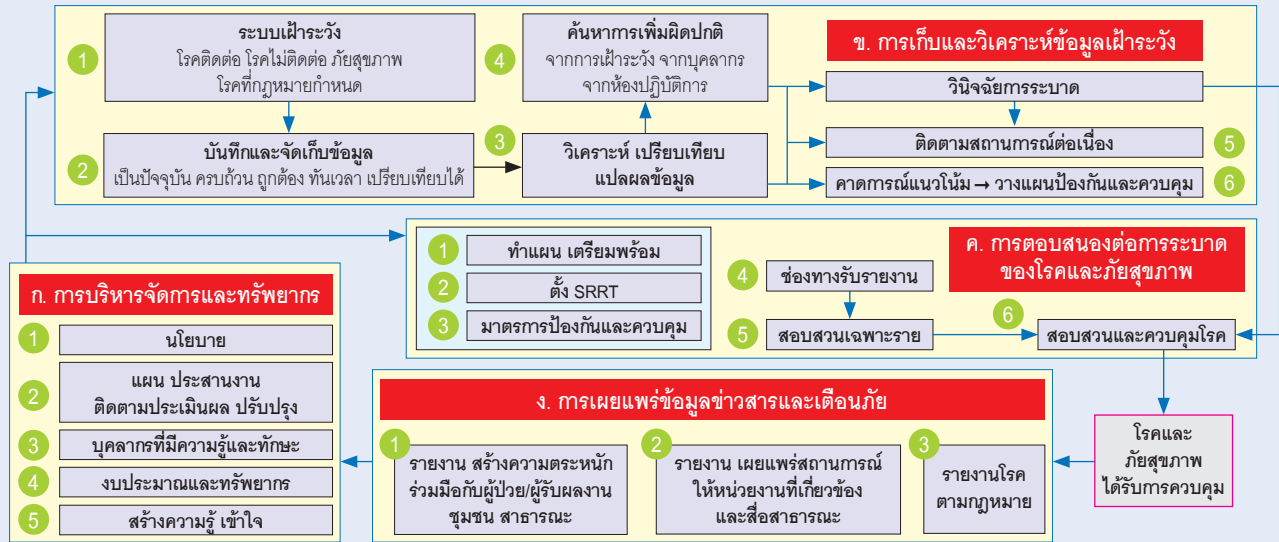 ข. การเก็บและวิเคราะห์ข้อมูลเฝ้าระวัง
1
ระบบเฝ้าระวัง
โรคติดต่อ โรคไม่ติดต่อ ภัยสุขภาพ
โรคที่กฎหมายกำหนด
2
บันทึกและจัดเก็บข้อมูล
เป็นปัจจุบัน ครบถ้วน ถูกต้อง ทันเวลา เปรียบเทียบได้
3
วิเคราะห์ เปรียบเทียบ
แปลผลข้อมูล
4
ค้นหาการเพิ่มผิดปกติ
จากการเฝ้าระวัง จากบุคลากร
จากห้องปฏิบัติการ
วินิจฉัยการระบาด
ติดตามสถานการณ์ต่อเนื่อง
5
คาดการณ์แนวโน้ม → วางแผนป้องกันและควบคุม
6
ค. การตอบสนองต่อการระบาด
ของโรคและภัยสุขภาพ
1
ทำแผน เตรียมพร้อม
2
ตั้ง SRRT
3
มาตรการป้องกันและควบคุม
4
ช่องทางรับรายงาน
5
สอบสวนเฉพาะราย
6
สอบสวนและควบคุมโรค
ก. การบริหารจัดการและทรัพยากร
1
นโยบาย
2
แผน ประสานงาน
ติดตามประเมินผล ปรับปรุง
3
บุคลากรที่มีความรู้และทักษะ
4
งบประมาณและทรัพยากร
5
สร้างความรู้ เข้าใจ
ง. การเผยแพร่ข้อมูลข่าวสารและเตือนภัย
1
รายงาน สร้างความตระหนัก
ร่วมมือกับผู้ป่วย/ผู้รับผลงาน
ชุมชน สาธารณะ
2
รายงาน เผยแพร่สถานการณ์
ให้หน่วยงานที่เกี่ยวข้อง
และสื่อสาธารณะ
3
รายงานโรค
ตามกฎหมาย
โรคและ
ภัยสุขภาพ
ได้รับการควบคุม